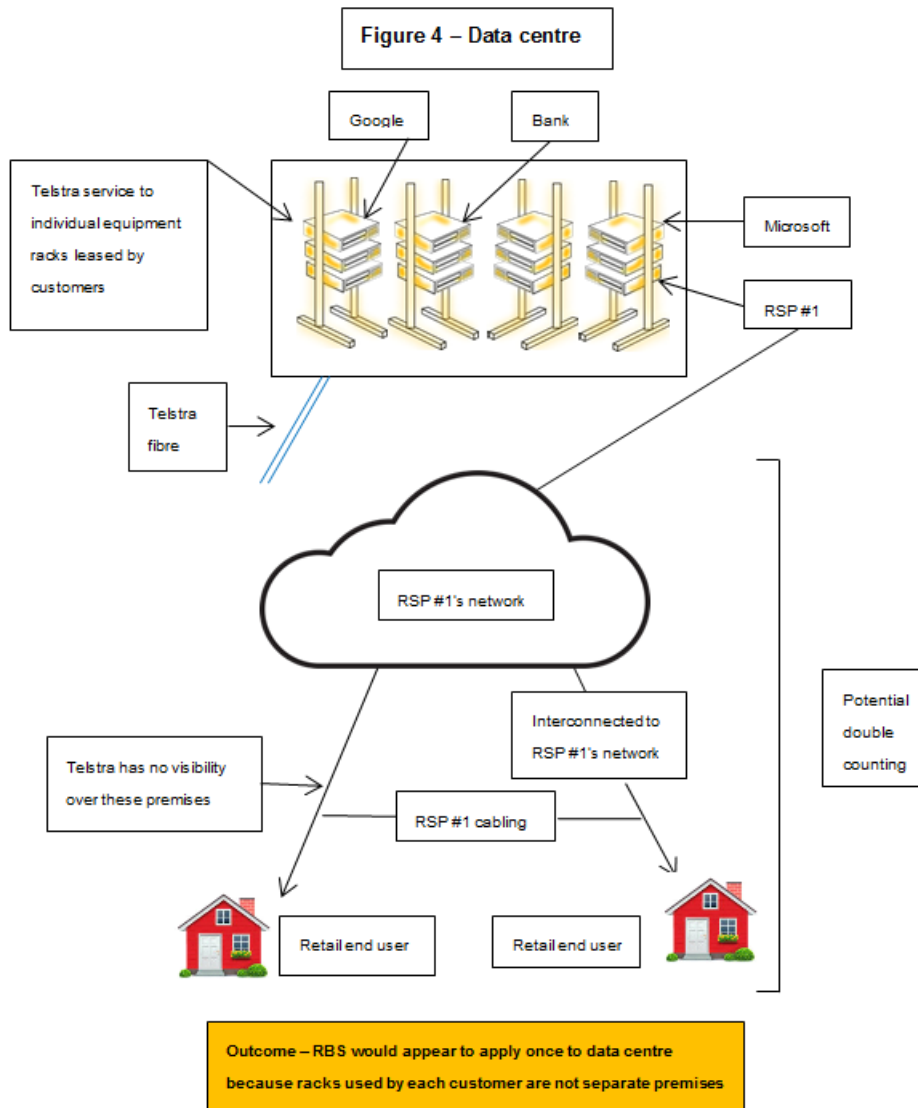 Figure 4 – Data centre
Google
Bank
Telstra service to
individual equipment
racks leased by
customers
Microsoft
RSP #1
Telstra
fibre
RSP #1's network
Interconnected to
RSP #1's network
Potential
double
counting
Telstra has no visibility
over these premises
RSP #1 cabling
Retail end user
Retail end user
Outcome – RBS would appear to apply once to data centre
because racks used by each customer are not separate premises